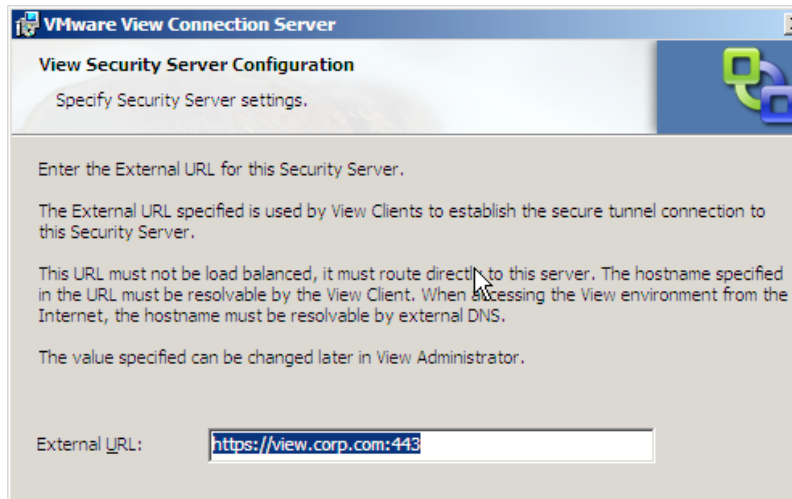 VMware View Connection Server
View Security Server Configuration
Specify Security Server settings.
Enter the External URL for this Security Server.
The External URL specified is used by View Clients to establish the secure tunnel connection to
this Security Server.
This URL must not be load balanced, it must route directly to this server. The hostname specified
in the URL must be resolvable by the View Client. When accessing the View environment from the
Internet, the hostname must be resolvable by external DNS.
The value specified can be changed later in View Administrator.
External URL: https://view.corp.com:443